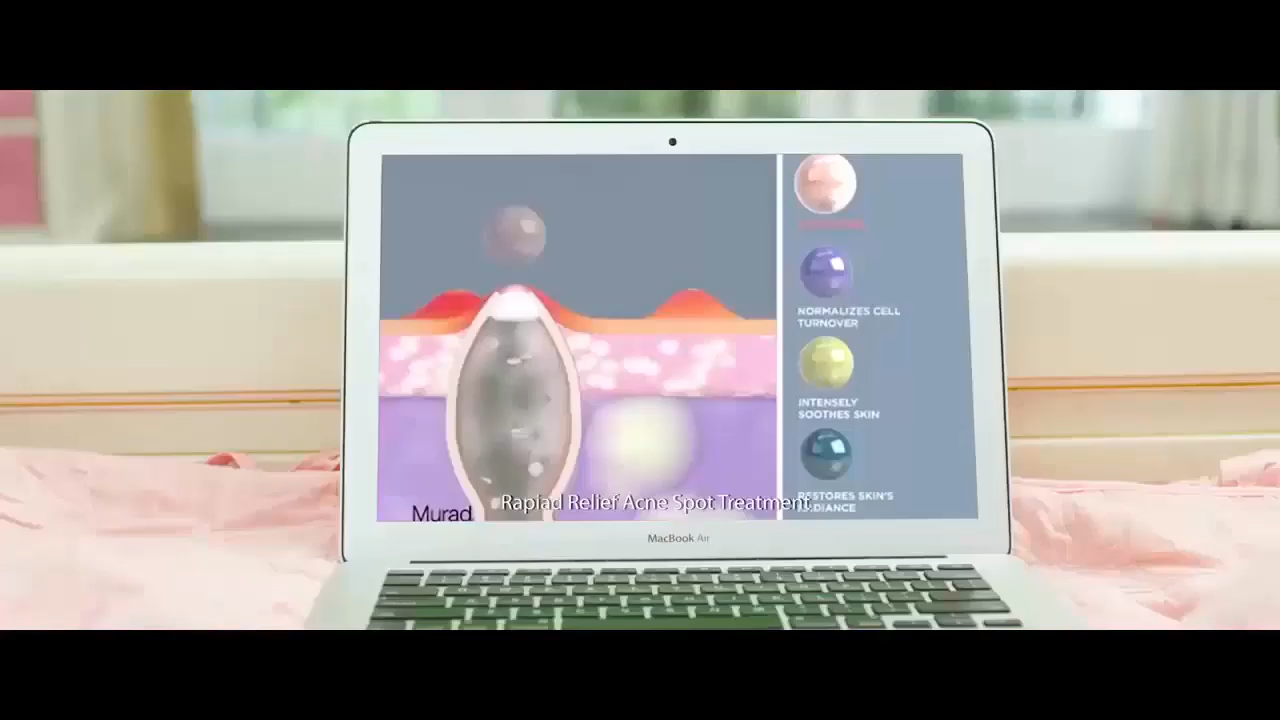 NORMALIZES CELL
TURNOVER
INTENSELY
SOOTHES SKIN
RESTORES SKIN'S
RADIANCE
Murad
Rapiad Relief Acne Spot Treatment
MacBook Air